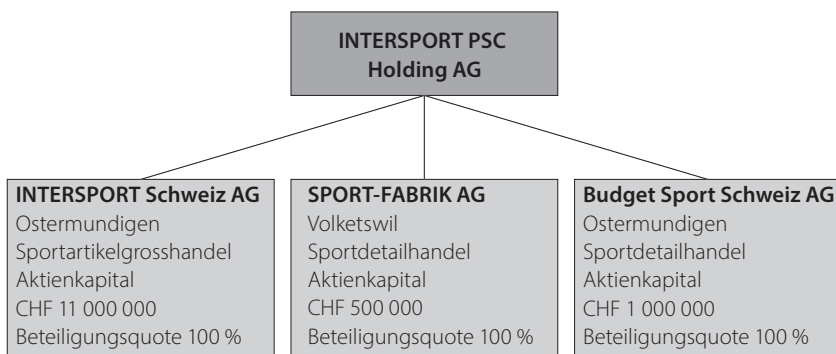 INTERSPORT PSC
Holding AG
INTERSPORT Schweiz AG
Ostermundigen
Sportartikelgrosshandel
Aktienkapital
CHF 11 000 000
Beteiligungsquote 100 %
SPORT-FABRIK AG
Volketswil
Sportdetailhandel
Aktienkapital
CHF 500 000
Beteiligungsquote 100 %
Budget Sport Schweiz AG
Ostermundigen
Sportdetailhandel
Aktienkapital
CHF 1 000 000
Beteiligungsquote 100 %